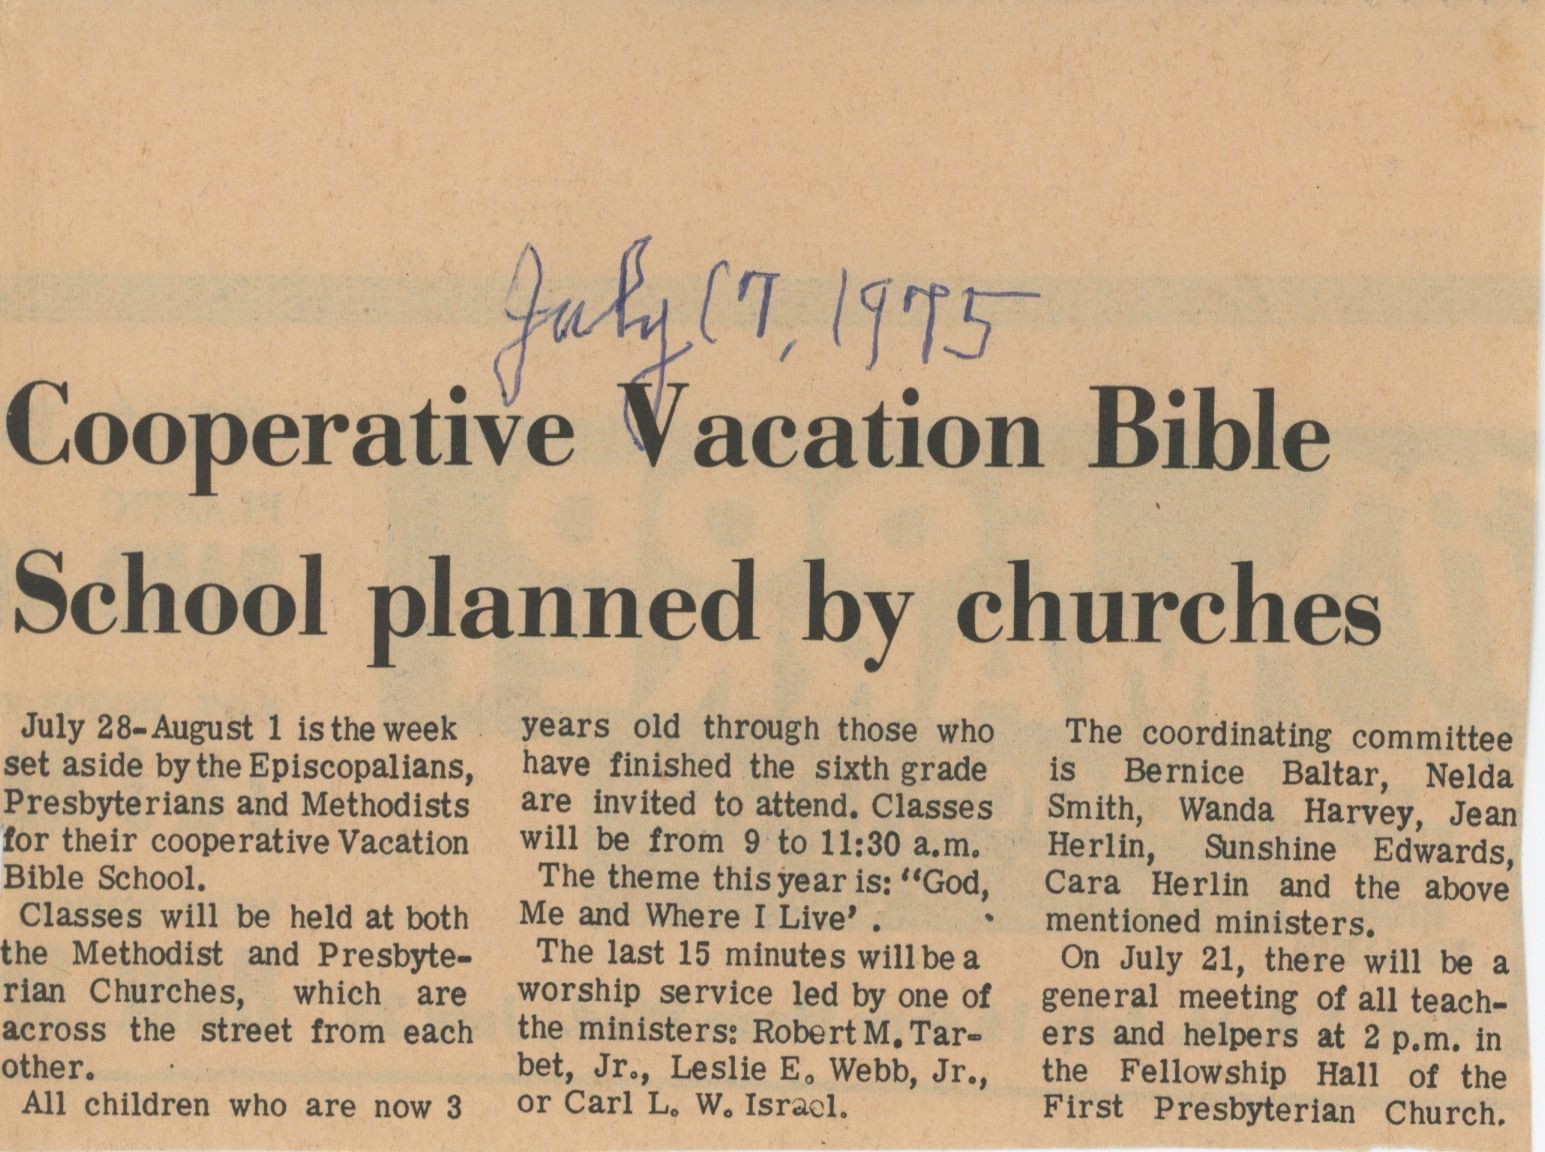 July 17, 1975
Cooperative Vacation Bible
School planned by churches
July 28-August 1 is the week
set aside by the Episcopalians,
Presbyterians and Methodists
for their cooperative Vacation
Bible School.
Classes will be held at both
the Methodist and Presbyte-
rian Churches, which are
across the street from each
other.
All children who are now 3
years old through those who
have finished the sixth grade
are invited to attend. Classes
will be from 9 to 11:30 a.m.
The theme this year is: “God,
Me and Where I Live’ .
The last 15 minutes will be a
worship service led by one of
the ministers: Robert M. Tar-
bet, Jr., Leslie E. Webb, Jr.,
or Carl L. W. Israel.
The coordinating committee
is Bernice Baltar, Nelda
Smith, Wanda Harvey, Jean
Herlin, Sunshine Edwards,
Cara Herlin and the above
mentioned ministers.
On July 21, there will be a
general meeting of all teach-
ers and helpers at 2 p.m. in
the Fellowship Hall of the
First Presbyterian Church.